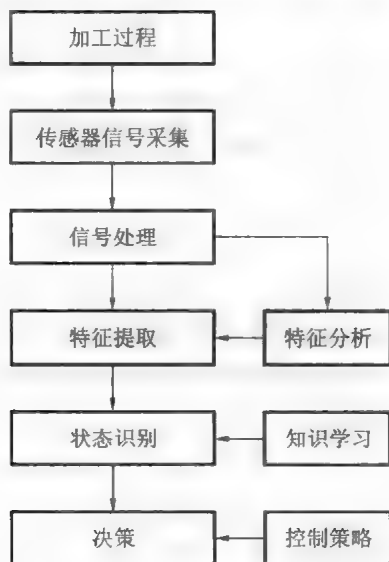 加工过程
传感器信号采集
信号处理
特征提取
特征分析
状态识别
知识学习
决策
控制策略